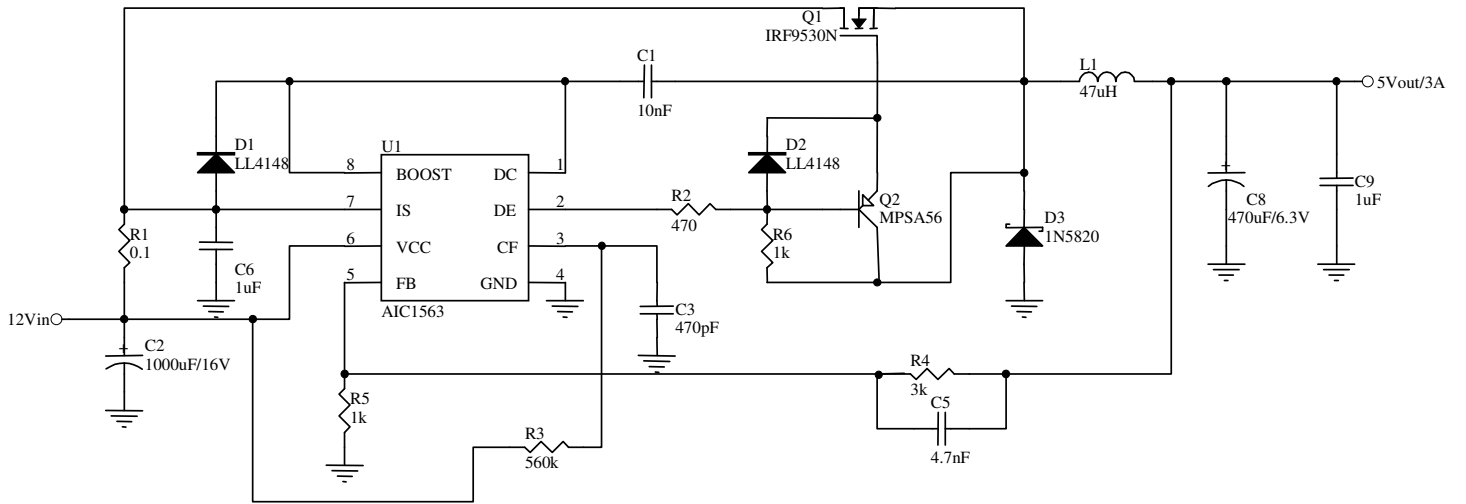 Q1
IRF9530N
C1
10nF
L1
47uH
5Vout/3A
D1
LL4148
U1
8 BOOST DC 1
7 IS DE 2
6 VCC CF 3
5 FB GND 4
AIC1563
D2
LL4148
R2
470
Q2
MPSA56
R6
1k
D3
1N5820
C8
470uF/6.3V
C9
1uF
R1
0.1
C6
1uF
12Vin
C2
1000uF/16V
C3
470pF
R4
3k
C5
4.7nF
R5
1k
R3
560k